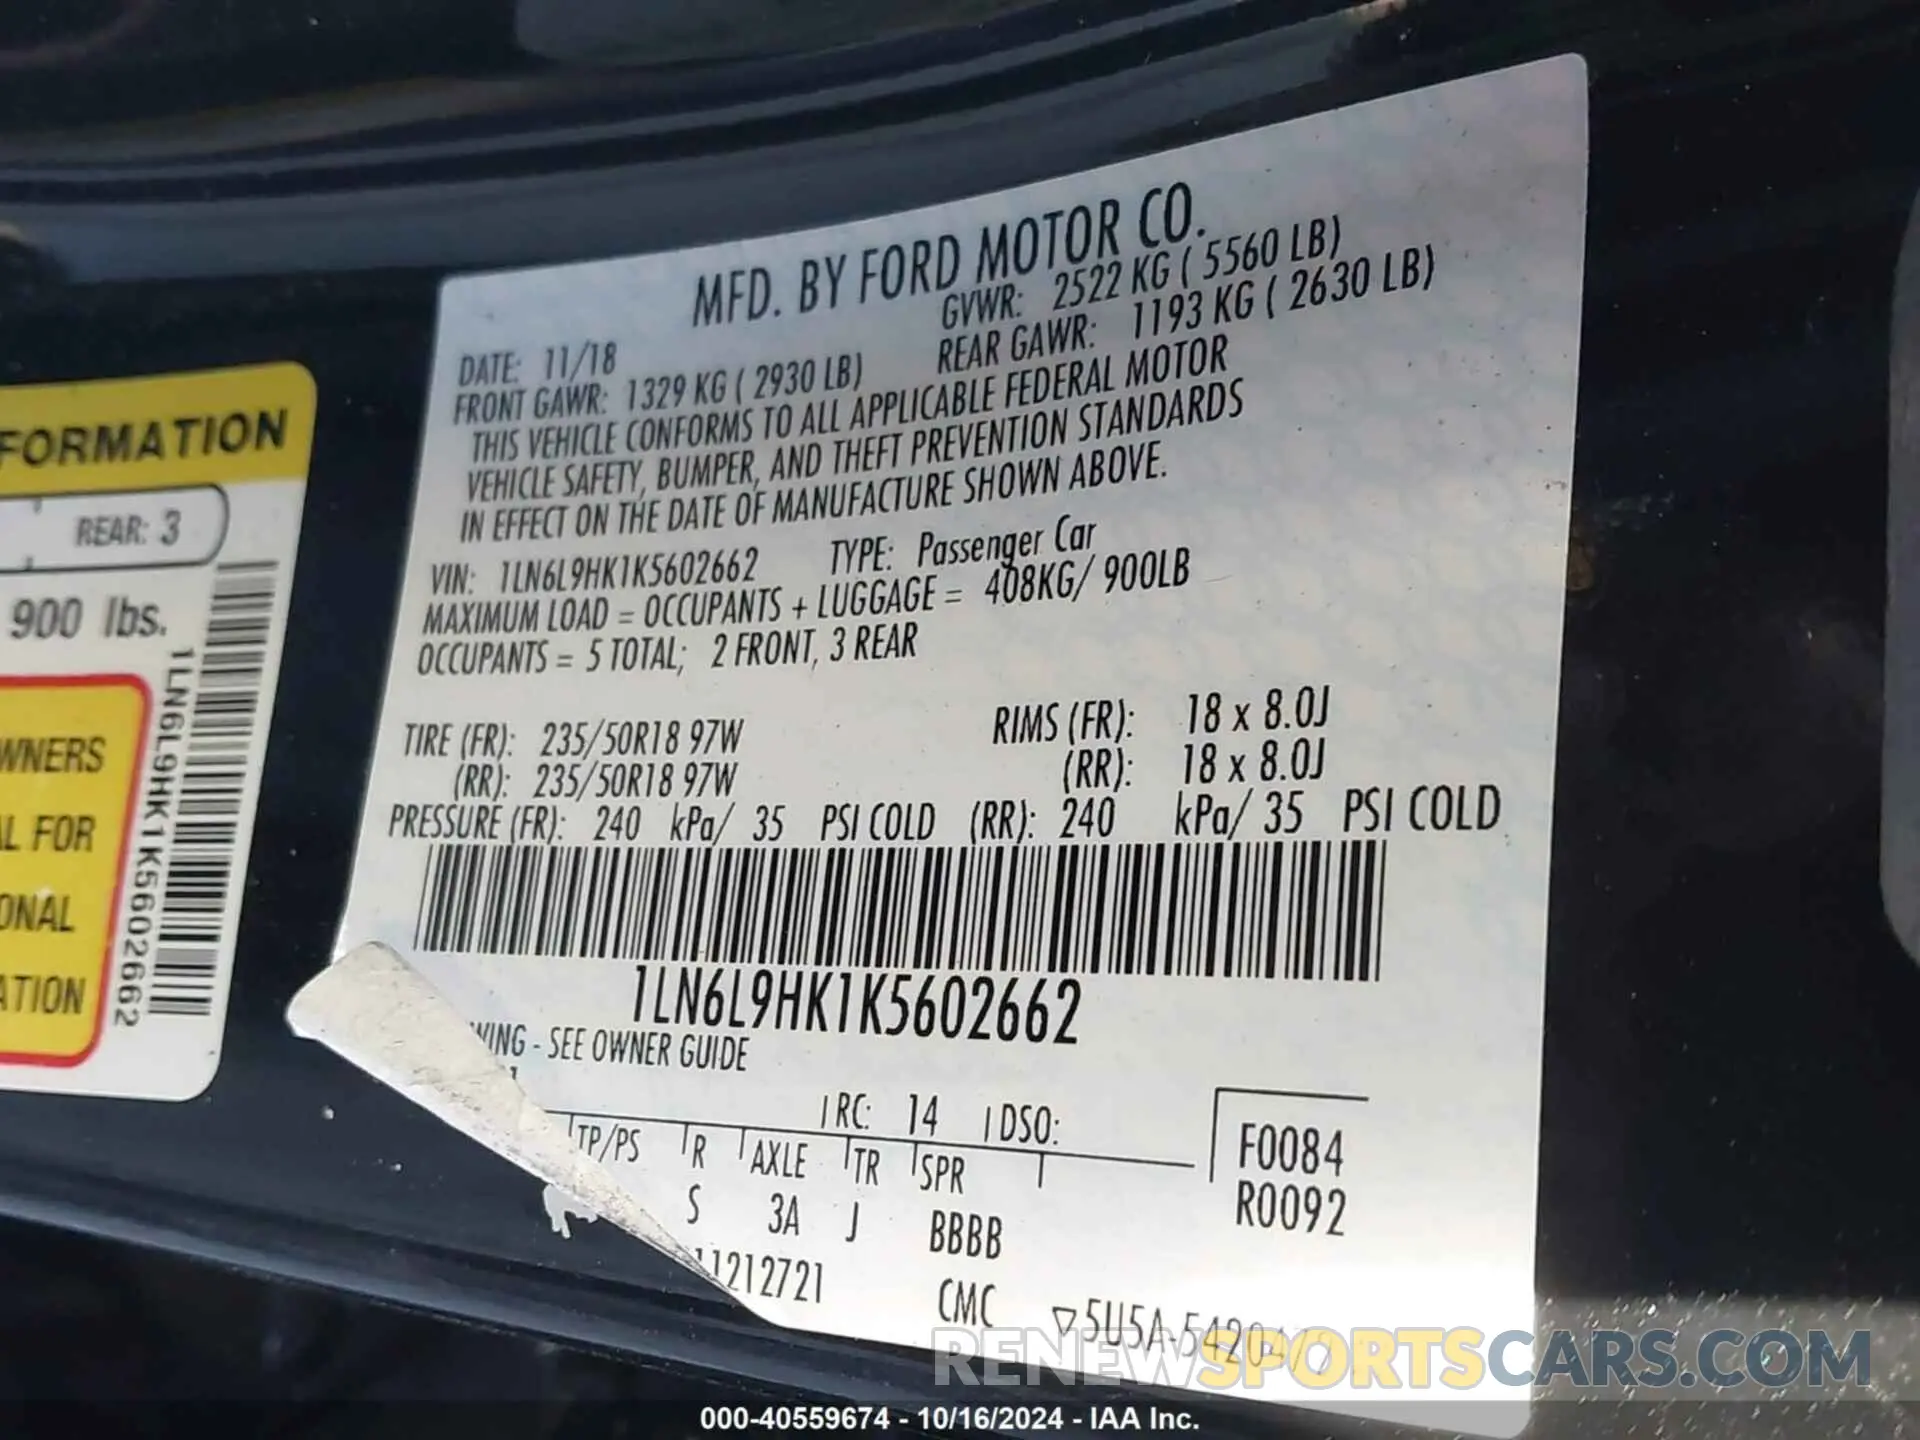 MFD. BY FORD MOTOR CO.
DATE: 11/18
GVWR: 2522 KG ( 5560 LB)
FRONT GAWR: 1329 KG ( 2930 LB)
REAR GAWR: 1193 KG ( 2630 LB)
THIS VEHICLE CONFORMS TO ALL APPLICABLE FEDERAL MOTOR
VEHICLE SAFETY, BUMPER, AND THEFT PREVENTION STANDARDS
IN EFFECT ON THE DATE OF MANUFACTURE SHOWN ABOVE.
VIN: 1LN6L9HK1K5602662 TYPE: Passenger Car
MAXIMUM LOAD = OCCUPANTS + LUGGAGE = 408KG/ 900LB
OCCUPANTS = 5 TOTAL; 2 FRONT, 3 REAR
TIRE (FR): 235/50R18 97W RIMS (FR): 18 x 8.0J
(RR): 235/50R18 97W (RR): 18 x 8.0J
PRESSURE (FR): 240 kPa/ 35 PSI COLD (RR): 240 kPa/ 35 PSI COLD
1LN6L9HK1K5602662
WING - SEE OWNER GUIDE
RC: 14 DSO:
TP/PS R AXLE TR SPR
S 3A J BBBB
F0084
R0092
11212721 CMC
5U5A-5420472
FORMATION
REAR: 3
900 lbs.
WNERS
L FOR
ONAL
ATION
1LN6L9HK1K5602662
RENEWSPORTSCARS.COM
000-40559674 - 10/16/2024 - IAA Inc.